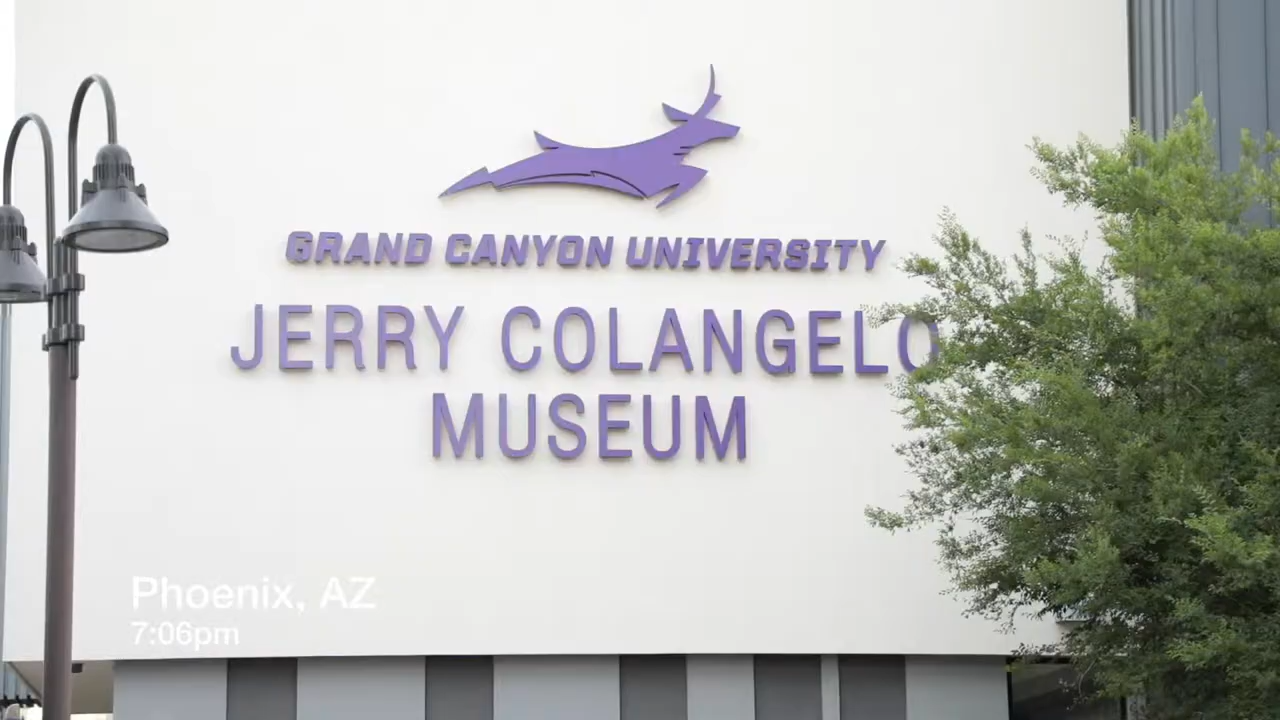 GRAND CANYON UNIVERSITY
JERRY COLANGELO
MUSEUM
Phoenix, AZ
7:06pm